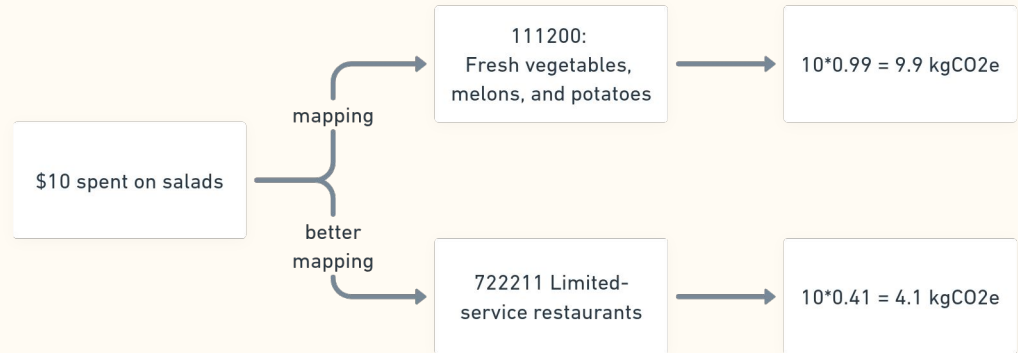 111200:
Fresh vegetables,
melons, and potatoes
10*0.99 = 9.9 kgCO2e
mapping
$10 spent on salads
better
mapping
722211 Limited-
service restaurants
10*0.41 = 4.1 kgCO2e